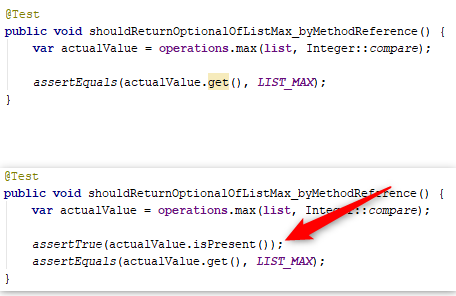 @Test
public void shouldReturnOptionalOfListMax_byMethodReference() {
var actualValue = operations.max(list, Integer::compare);
assertEquals(actualValue.get(), LIST_MAX);
}
@Test
public void shouldReturnOptionalOfListMax_byMethodReference() {
var actualValue = operations.max(list, Integer::compare);
assertTrue(actualValue.isPresent());
assertEquals(actualValue.get(), LIST_MAX);
}